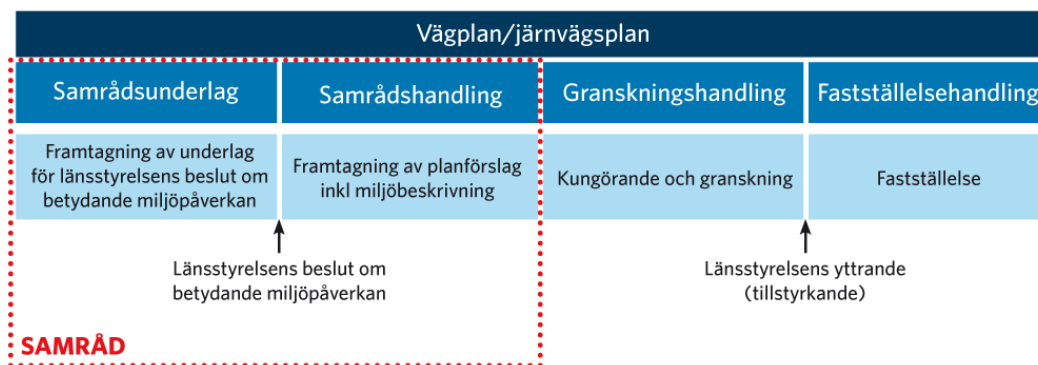 Vägplan/järnvägsplan
Samrådsunderlag
Samrådshandling
Granskningshandling
Fastställelsehandling
Framtagning av underlag
för länsstyrelsens beslut om
betydande miljöpåverkan
Framtagning av planförslag
inkl miljöbeskrivning
Kungörande och granskning
Fastställelse
Länsstyrelsens beslut om
betydande miljöpåverkan
Länsstyrelsens yttrande
(tillstyrkande)
SAMRÅD